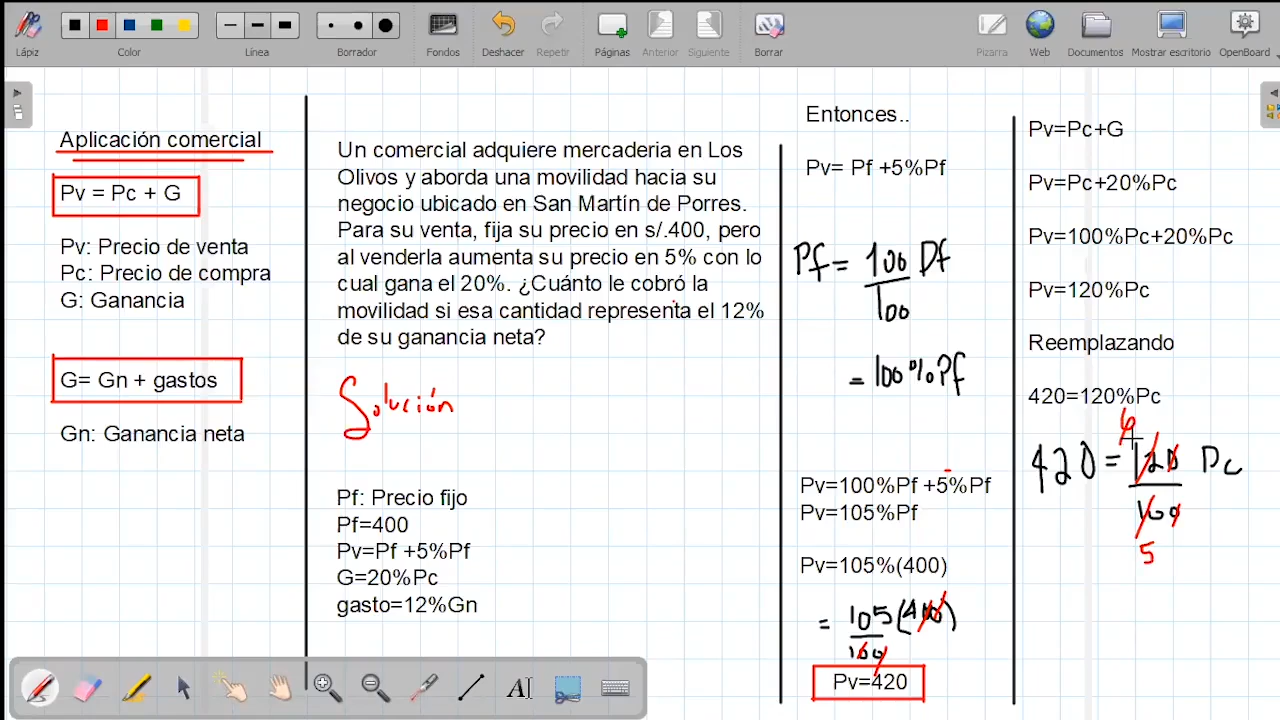 Lápiz
Color
Línea
Borrador
Fondos
Deshacer
Repetir
Páginas
Anterior
Siguiente
Borrar
Pizarra
Web
Documentos
Mostrar escritorio
OpenBoard
Aplicación comercial
Pv = Pc + G
Pv: Precio de venta
Pc: Precio de compra
G: Ganancia
G= Gn + gastos
Gn: Ganancia neta
Un comercial adquiere mercaderia en Los
Olivos y aborda una movilidad hacia su
negocio ubicado en San Martín de Porres.
Para su venta, fija su precio en s/.400, pero
al venderla aumenta su precio en 5% con lo
cual gana el 20%. ¿Cuánto le cobró la
movilidad si esa cantidad representa el 12%
de su ganancia neta?
Solución
Pf: Precio fijo
Pf=400
Pv=Pf +5%Pf
G=20%Pc
gasto=12%Gn
Entonces..
Pv= Pf +5%Pf
Pf = 100 Pf
100
= 100%Pf
Pv=100%Pf +5%Pf
Pv=105%Pf
Pv=105%(400)
= 105(400)
100
Pv=420
Pv=Pc+G
Pv=Pc+20%Pc
Pv=100%Pc+20%Pc
Pv=120%Pc
Reemplazando
420=120%Pc
6
420 = 120 Pc
100
5